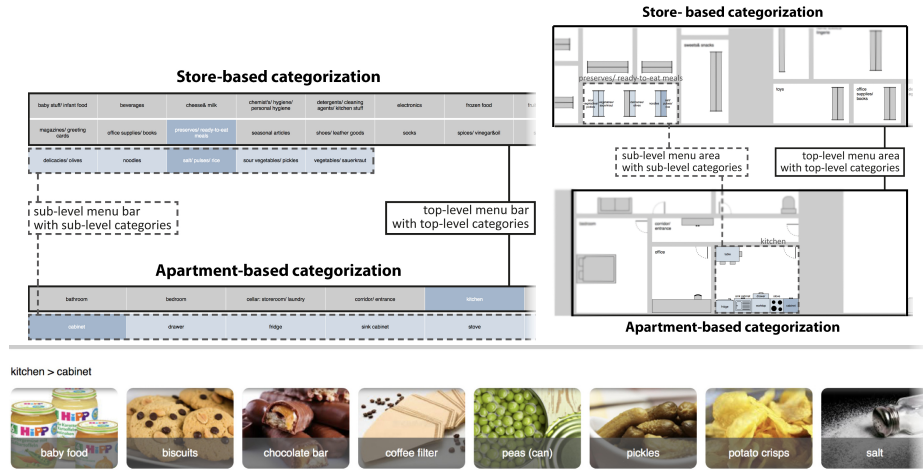 Store-based categorization
baby stuff/ infant food
beverages
cheese& milk
chemist's/ hygiene/
personal hygiene
detergents/ cleaning
agents/ kitchen stuff
electronics
frozen food
magazines/ greeting
cards
office supplies/ books
preserves/ ready-to-eat
meals
seasonal articles
shoes/ leather goods
socks
spices/ vinegar&oil
delicacies/ olives
noodles
salt/ pulses/ rice
sour vegetables/ pickles
vegetables/ sauerkraut
sub-level menu bar
with sub-level categories
top-level menu bar
with top-level categories
Apartment-based categorization
bathroom
bedroom
cellar: storeroom/ laundry
corridor/ entrance
kitchen
cabinet
drawer
fridge
sink cabinet
stove
Store- based categorization
sweets& snacks
preserves/ ready-to-eat meals
toys
office
supplies/
books
sub-level menu area
with sub-level categories
top-level menu area
with top-level categories
corridor/
entrance
office
kitchen
Apartment-based categorization
kitchen > cabinet
HiPP
HiPP
HiPP
baby food
biscuits
chocolate bar
coffee filter
peas (can)
pickles
potato crisps
salt